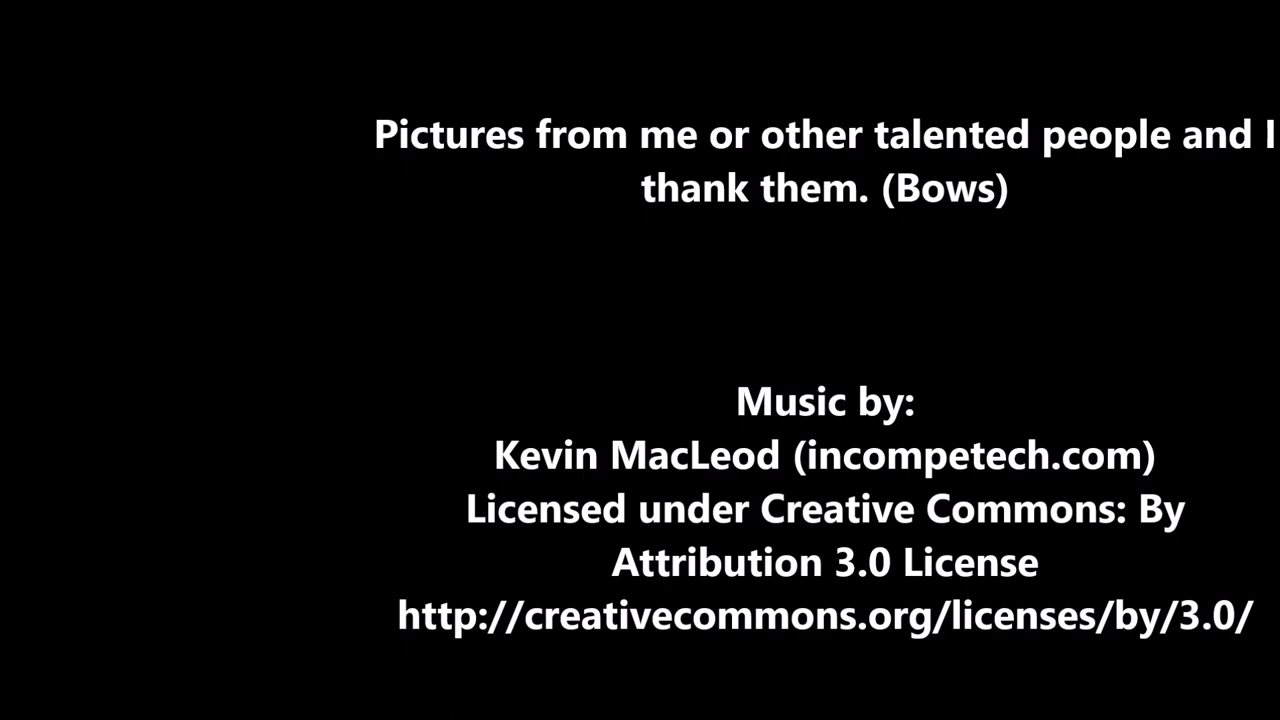 Pictures from me or other talented people and I
thank them. (Bows)
Music by:
Kevin MacLeod (incompetech.com)
Licensed under Creative Commons: By
Attribution 3.0 License
http://creativecommons.org/licenses/by/3.0/